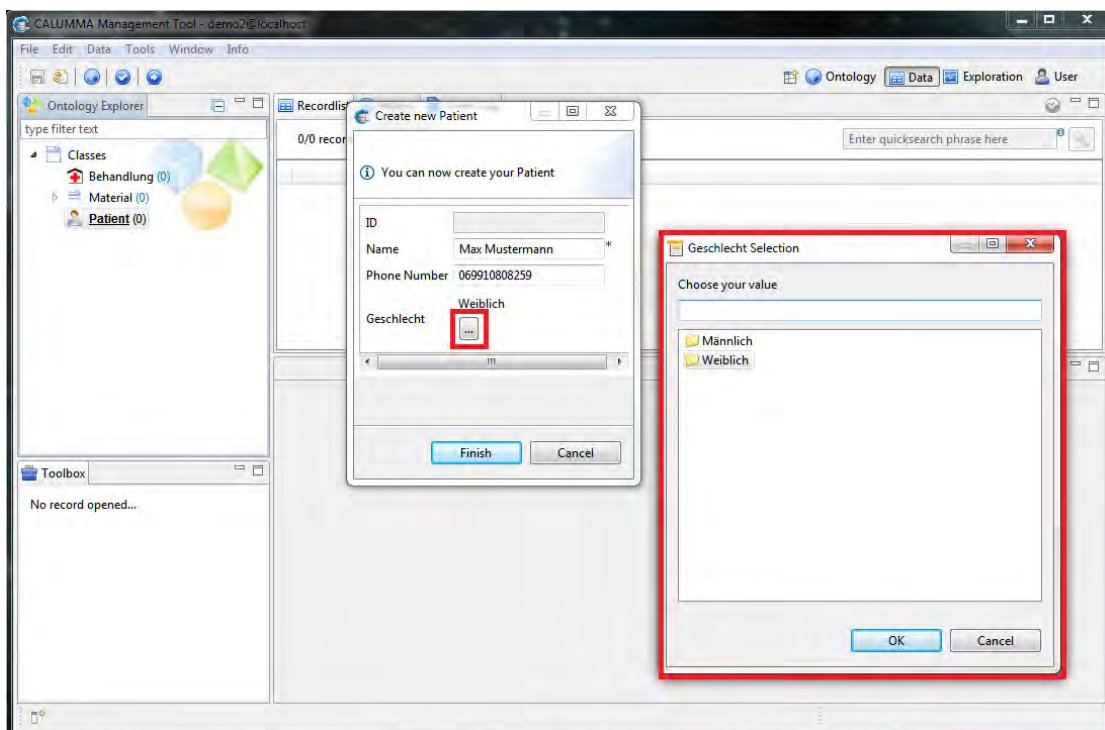 CALUMMA Management Tool - demo2@localhost
File Edit Data Tools Window Info
Ontology Data Exploration User
Ontology Explorer
type filter text
Classes
Behandlung (0)
Material (0)
Patient (0)
Recordlis
0/0 recor
Enter quicksearch phrase here
Create new Patient
You can now create your Patient
ID
Name Max Mustermann *
Phone Number 069910808259
Weiblich
Geschlecht ...
Finish Cancel
Geschlecht Selection
Choose your value
Männlich
Weiblich
OK Cancel
Toolbox
No record opened...